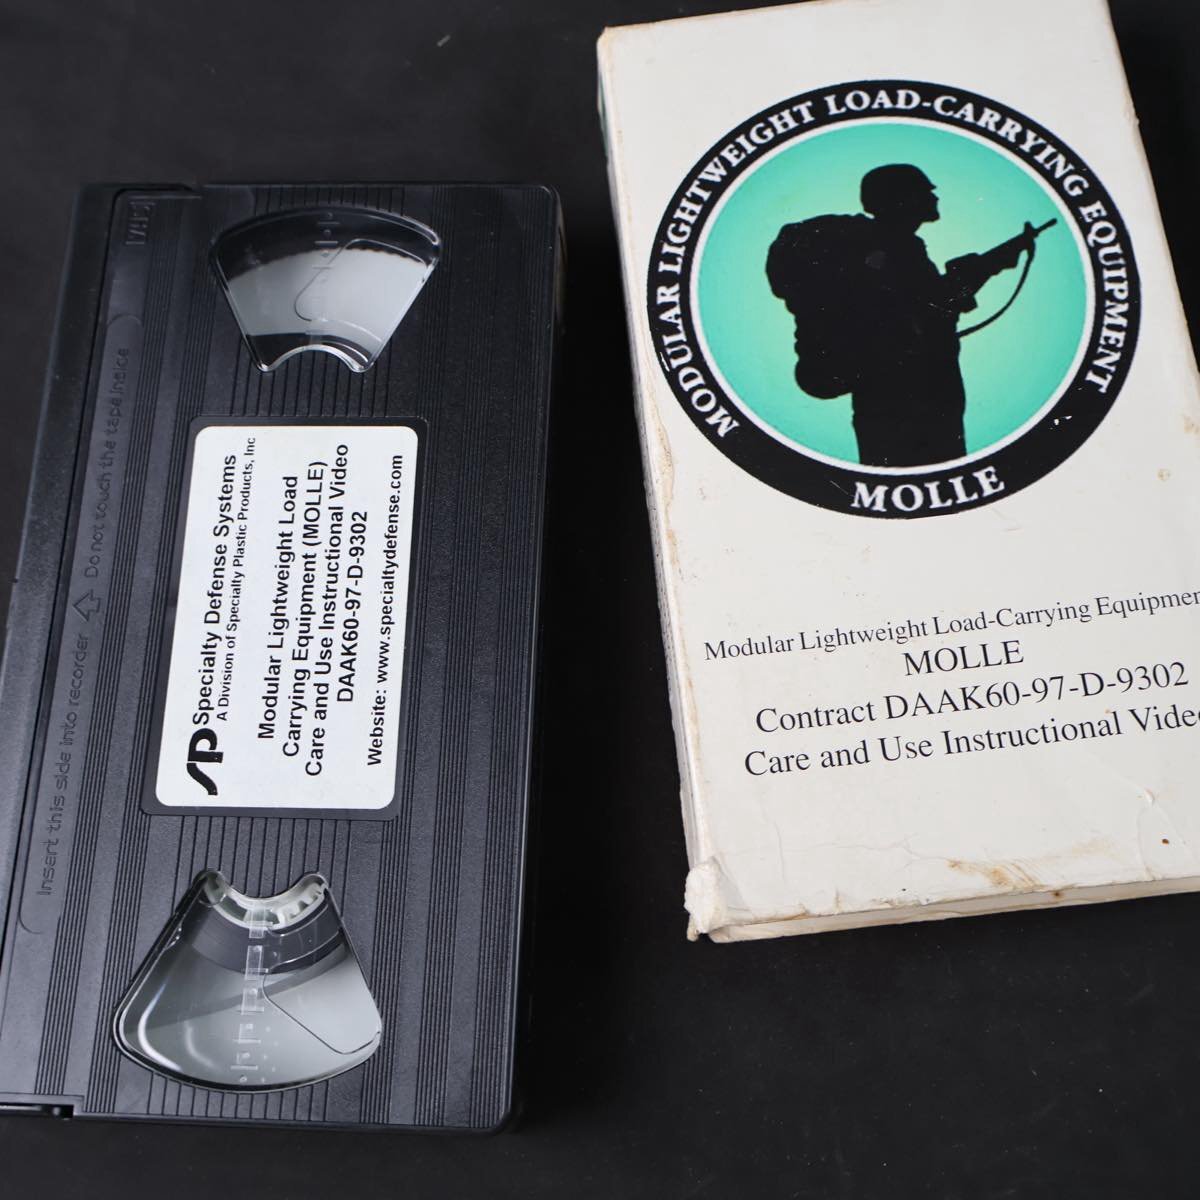 VHS
Insert this side into recorder Do not touch the tape inside
SP Specialty Defense Systems
A Division of Specialty Plastic Products, Inc
Modular Lightweight Load
Carrying Equipment (MOLLE)
Care and Use Instructional Video
DAAK60-97-D-9302
Website: www.specialtydefense.com
MODULAR LIGHTWEIGHT LOAD-CARRYING EQUIPMENT
MOLLE
Modular Lightweight Load-Carrying Equipmen
MOLLE
Contract DAAK60-97-D-9302
Care and Use Instructional Video